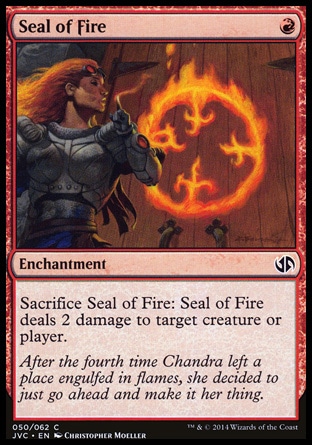 Seal of Fire
Enchantment
Sacrifice Seal of Fire: Seal of Fire
deals 2 damage to target creature or
player.
After the fourth time Chandra left a
place engulfed in flames, she decided to
just go ahead and make it her thing.
050/062 C
JVC • EN Christopher Moeller
™ & © 2014 Wizards of the Coast